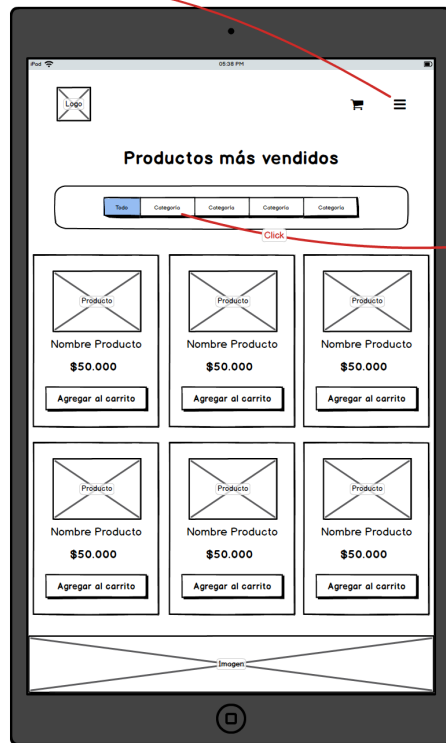 iPad 05:38 PM
Logo
Productos más vendidos
Todo Categoría Categoría Categoría Categoría
Click
Producto Producto Producto
Nombre Producto Nombre Producto Nombre Producto
$50.000 $50.000 $50.000
Agregar al carrito Agregar al carrito Agregar al carrito
Producto Producto Producto
Nombre Producto Nombre Producto Nombre Producto
$50.000 $50.000 $50.000
Agregar al carrito Agregar al carrito Agregar al carrito
Imagen